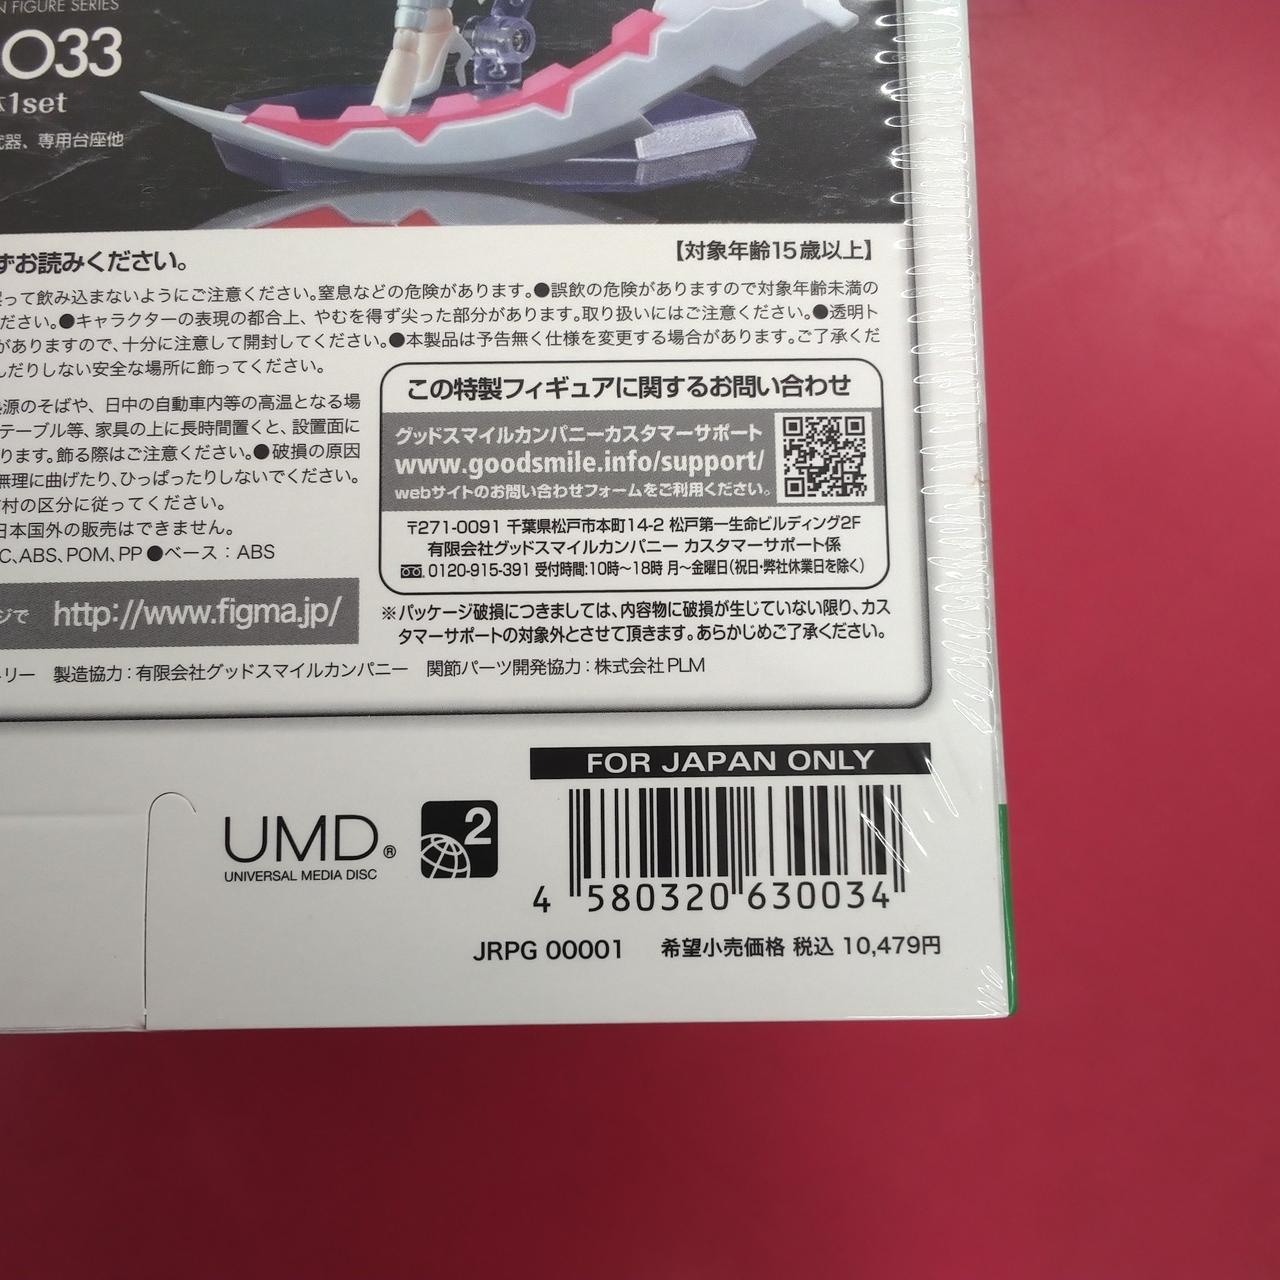 N FIGURE SERIES
033
1set
器、専用台座他
【対象年齢15歳以上】
ずお読みください。
って飲み込まないようにご注意ください。窒息などの危険があります。●誤飲の危険がありますので対象年齢未満の
ださい。●キャラクターの表現の都合上、やむを得ず尖った部分があります。取り扱いにはご注意ください。●透明ト
がありますので、十分に注意して開封してください。●本製品は予告無く仕様を変更する場合があります。ご了承くだ
んだりしない安全な場所に飾ってください。
源のそばや、日中の自動車内等の高温となる場
テーブル等、家具の上に長時間置くと、設置面に
ります。飾る際はご注意ください。●破損の原因
無理に曲げたり、ひっぱったりしないでください。
村の区分に従ってください。
日本国外の販売はできません。
C、ABS、POM、PP ●ベース：ABS
ジで http://www.figma.jp/
この特製フィギュアに関するお問い合わせ
グッドスマイルカンパニーカスタマーサポート
www.goodsmile.info/support/
webサイトのお問い合わせフォームをご利用ください。
〒271-0091 千葉県松戸市本町14-2 松戸第一生命ビルディング2F
有限会社グッドスマイルカンパニー カスタマーサポート係
0120-915-391 受付時間:10時〜18時 月〜金曜日(祝日・弊社休業日を除く)
※パッケージ破損につきましては、内容物に破損が生じていない限り、カス
タマーサポートの対象外とさせて頂きます。あらかじめご了承ください。
リー 製造協力：有限会社グッドスマイルカンパニー 関節パーツ開発協力：株式会社PLM
FOR JAPAN ONLY
UMD®
UNIVERSAL MEDIA DISC
2
4 580320 630034
JRPG 00001 希望小売価格 税込 10,479円